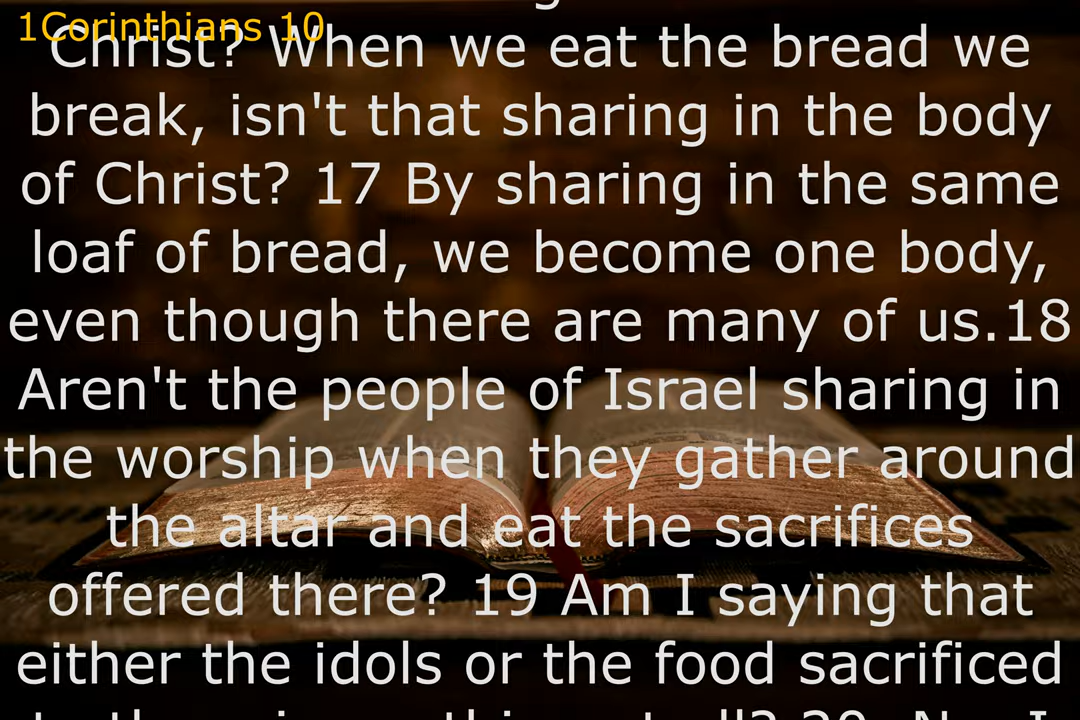 1Corinthians 10
Christ? When we eat the bread we
break, isn't that sharing in the body
of Christ? 17 By sharing in the same
loaf of bread, we become one body,
even though there are many of us.18
Aren't the people of Israel sharing in
the worship when they gather around
the altar and eat the sacrifices
offered there? 19 Am I saying that
either the idols or the food sacrificed